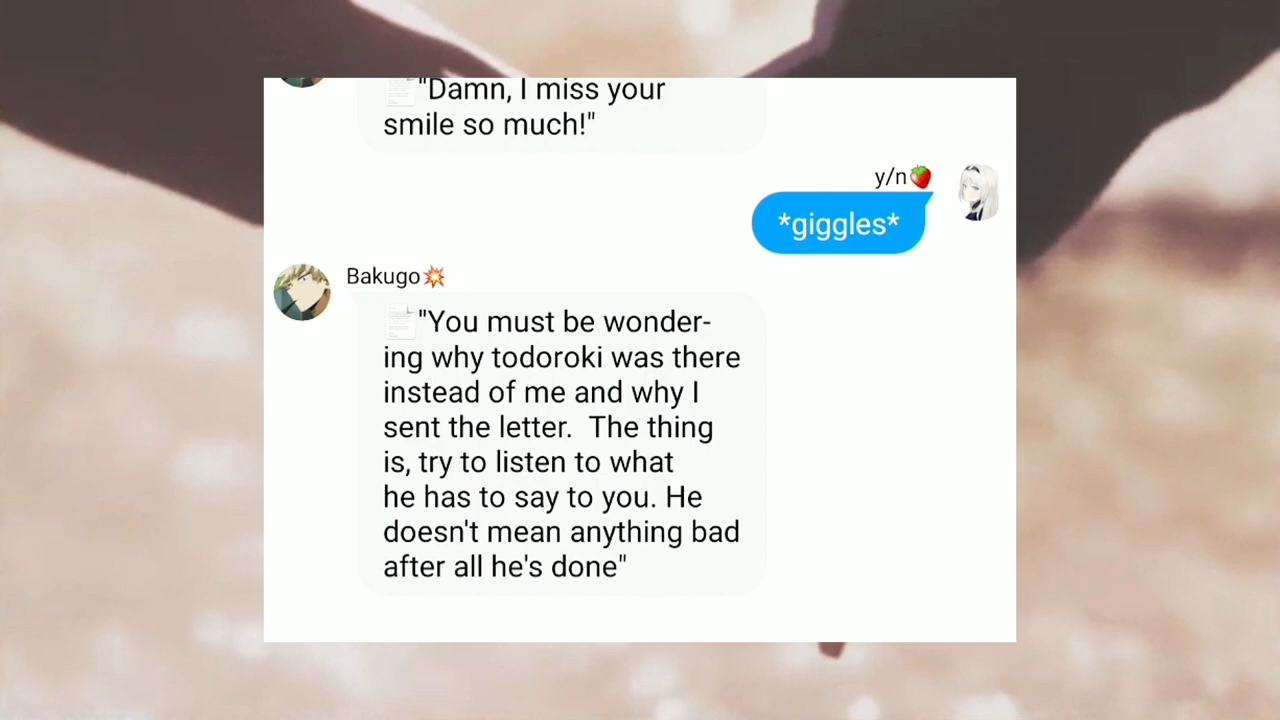 "Damn, I miss your
smile so much!"
y/n🍓
*giggles*
Bakugo💥
"You must be wonder-
ing why todoroki was there
instead of me and why I
sent the letter.  The thing
is, try to listen to what
he has to say to you. He
doesn't mean anything bad
after all he's done"